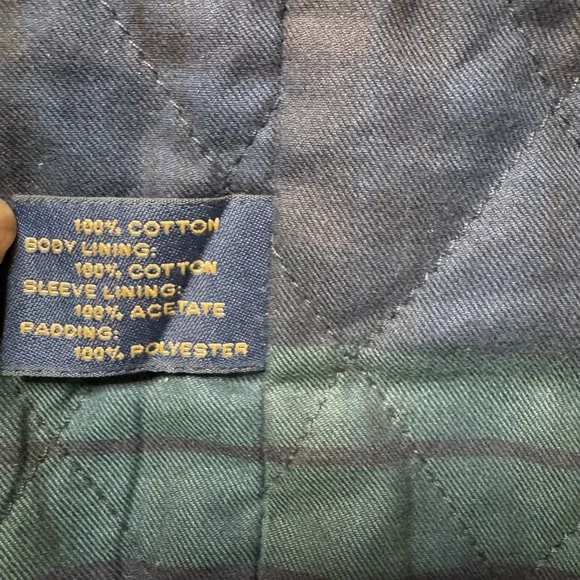 100% COTTON
BODY LINING:
100% COTTON
SLEEVE LINING:
100% ACETATE
PADDING:
100% POLYESTER